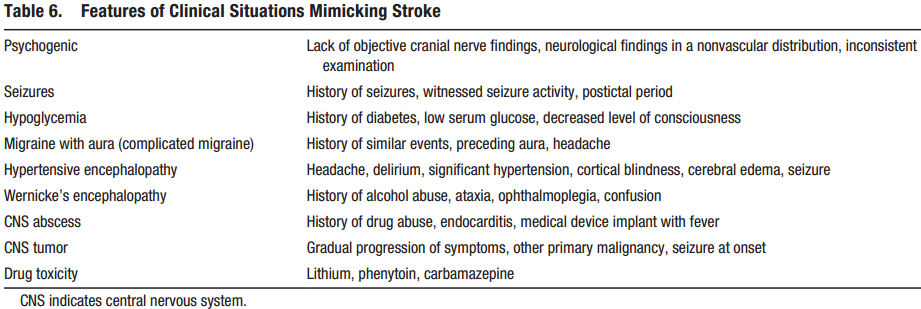 Table 6. Features of Clinical Situations Mimicking Stroke
Psychogenic Lack of objective cranial nerve findings, neurological findings in a nonvascular distribution, inconsistent
examination
Seizures History of seizures, witnessed seizure activity, postictal period
Hypoglycemia History of diabetes, low serum glucose, decreased level of consciousness
Migraine with aura (complicated migraine) History of similar events, preceding aura, headache
Hypertensive encephalopathy Headache, delirium, significant hypertension, cortical blindness, cerebral edema, seizure
Wernicke's encephalopathy History of alcohol abuse, ataxia, ophthalmoplegia, confusion
CNS abscess History of drug abuse, endocarditis, medical device implant with fever
CNS tumor Gradual progression of symptoms, other primary malignancy, seizure at onset
Drug toxicity Lithium, phenytoin, carbamazepine
CNS indicates central nervous system.